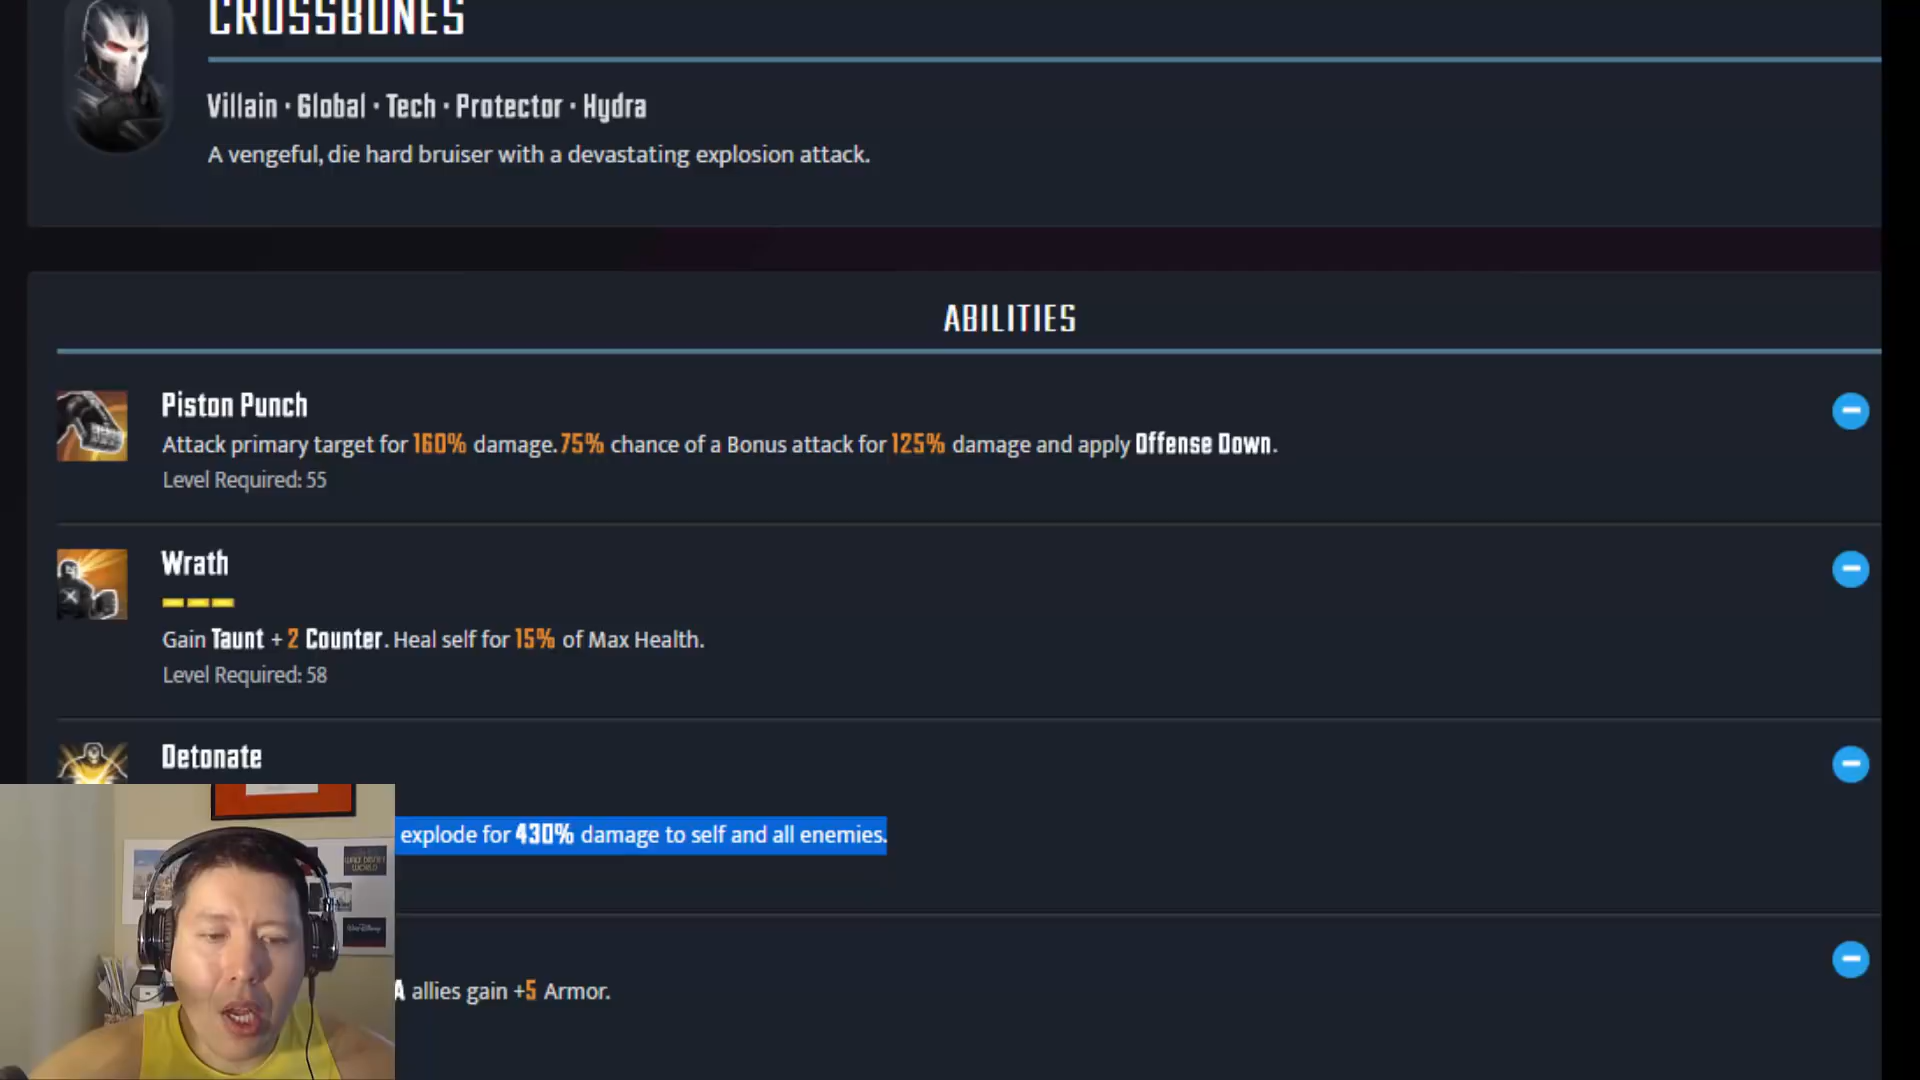 CROSSBONES
Villain · Global · Tech · Protector · Hydra
A vengeful, die hard bruiser with a devastating explosion attack.
ABILITIES
Piston Punch
Attack primary target for 160% damage.75% chance of a Bonus attack for 125% damage and apply Offense Down.
Level Required: 55
Wrath
Gain Taunt + 2 Counter. Heal self for 15% of Max Health.
Level Required: 58
Detonate
explode for 430% damage to self and all enemies.
A allies gain +5 Armor.
WALT DISNEY
WORLD